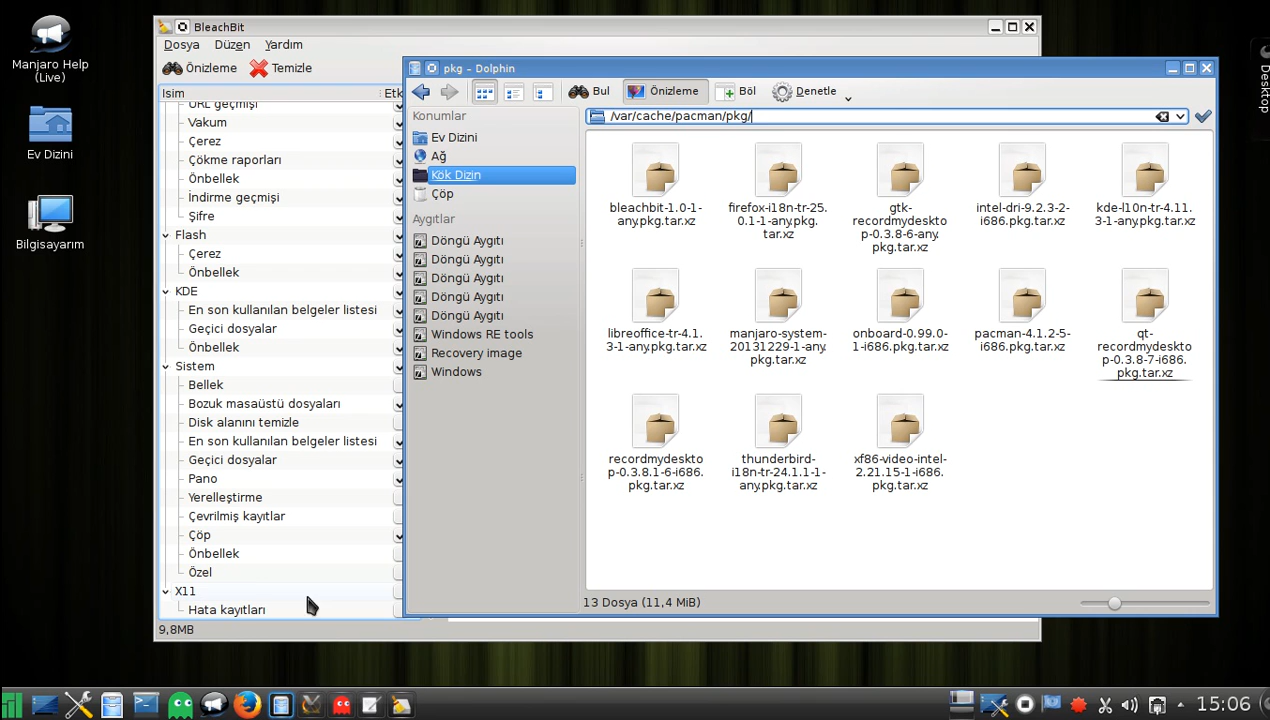 Manjaro Help
(Live)
Ev Dizini
Bilgisayarım
BleachBit
Dosya Düzen Yardım
Önizleme Temizle
İsim Etk
URL geçmişi
Vakum
Çerez
Çökme raporları
Önbellek
İndirme geçmişi
Şifre
Flash
Çerez
Önbellek
KDE
En son kullanılan belgeler listesi
Geçici dosyalar
Önbellek
Sistem
Bellek
Bozuk masaüstü dosyaları
Disk alanını temizle
En son kullanılan belgeler listesi
Geçici dosyalar
Pano
Yerelleştirme
Çevrilmiş kayıtlar
Çöp
Önbellek
Özel
X11
Hata kayıtları
9,8MB
pkg – Dolphin
Bul Önizleme Böl Denetle
/var/cache/pacman/pkg/
Konumlar
Ev Dizini
Ağ
Kök Dizin
Çöp
Aygıtlar
Döngü Aygıtı
Döngü Aygıtı
Döngü Aygıtı
Döngü Aygıtı
Döngü Aygıtı
Windows RE tools
Recovery image
Windows
bleachbit-1.0-1-
any.pkg.tar.xz
firefox-i18n-tr-25.
0.1-1-any.pkg.
tar.xz
gtk-
recordmydeskto
p-0.3.8-6-any.
pkg.tar.xz
intel-dri-9.2.3-2-
i686.pkg.tar.xz
kde-l10n-tr-4.11.
3-1-any.pkg.tar.xz
libreoffice-tr-4.1.
3-1-any.pkg.tar.xz
manjaro-system-
20131229-1-any.
pkg.tar.xz
onboard-0.99.0-
1-i686.pkg.tar.xz
pacman-4.1.2-5-
i686.pkg.tar.xz
qt-
recordmydeskto
p-0.3.8-7-i686.
pkg.tar.xz
recordmydeskto
p-0.3.8.1-6-i686.
pkg.tar.xz
thunderbird-
i18n-tr-24.1.1-1-
any.pkg.tar.xz
xf86-video-intel-
2.21.15-1-i686.
pkg.tar.xz
13 Dosya (11,4 MiB)
Desktop
15:06